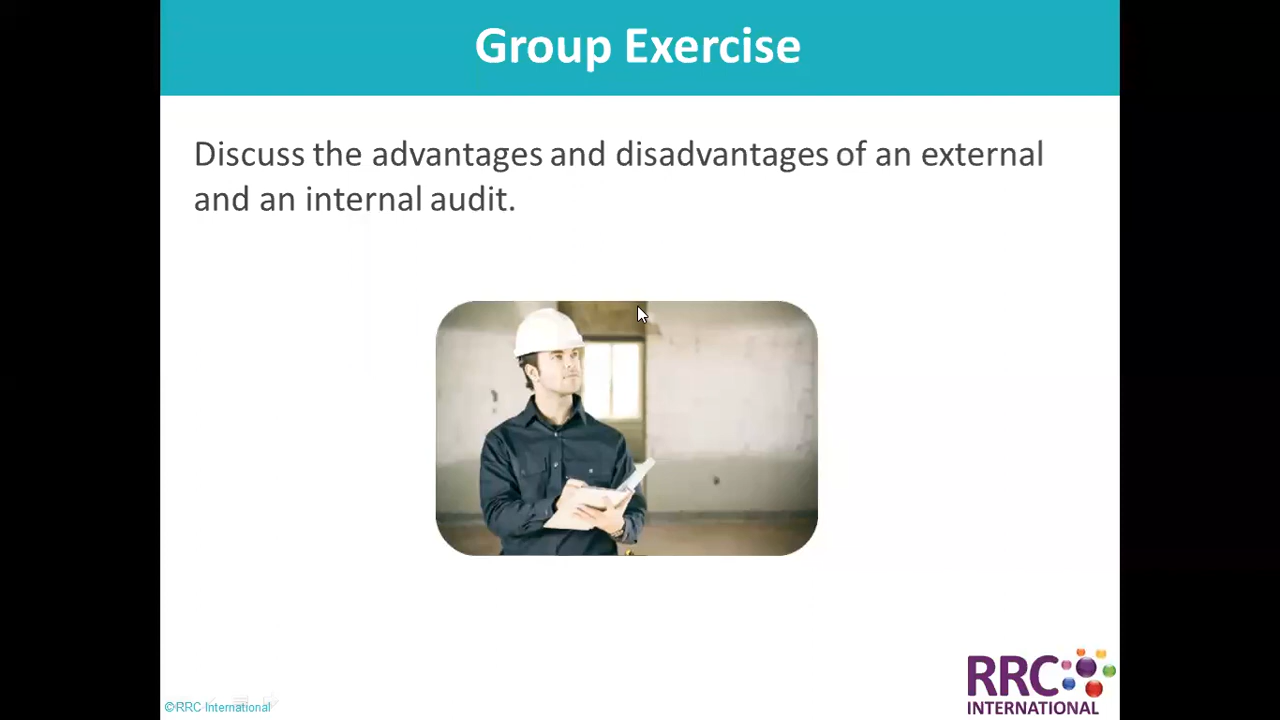 Group Exercise
Discuss the advantages and disadvantages of an external
and an internal audit.
©RRC International
RRC
INTERNATIONAL